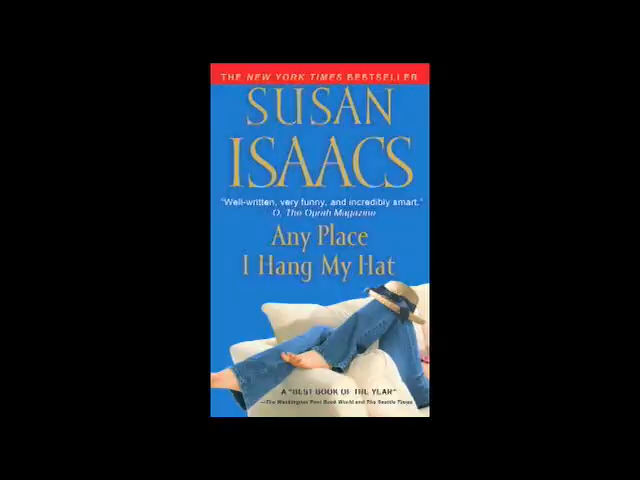 THE NEW YORK TIMES BESTSELLER
SUSAN
ISAACS
"Well-written, very funny, and incredibly smart."
O, The Oprah Magazine
Any Place
I Hang My Hat
A "BEST BOOK OF THE YEAR"
—The Washington Post Book World and The Seattle Times